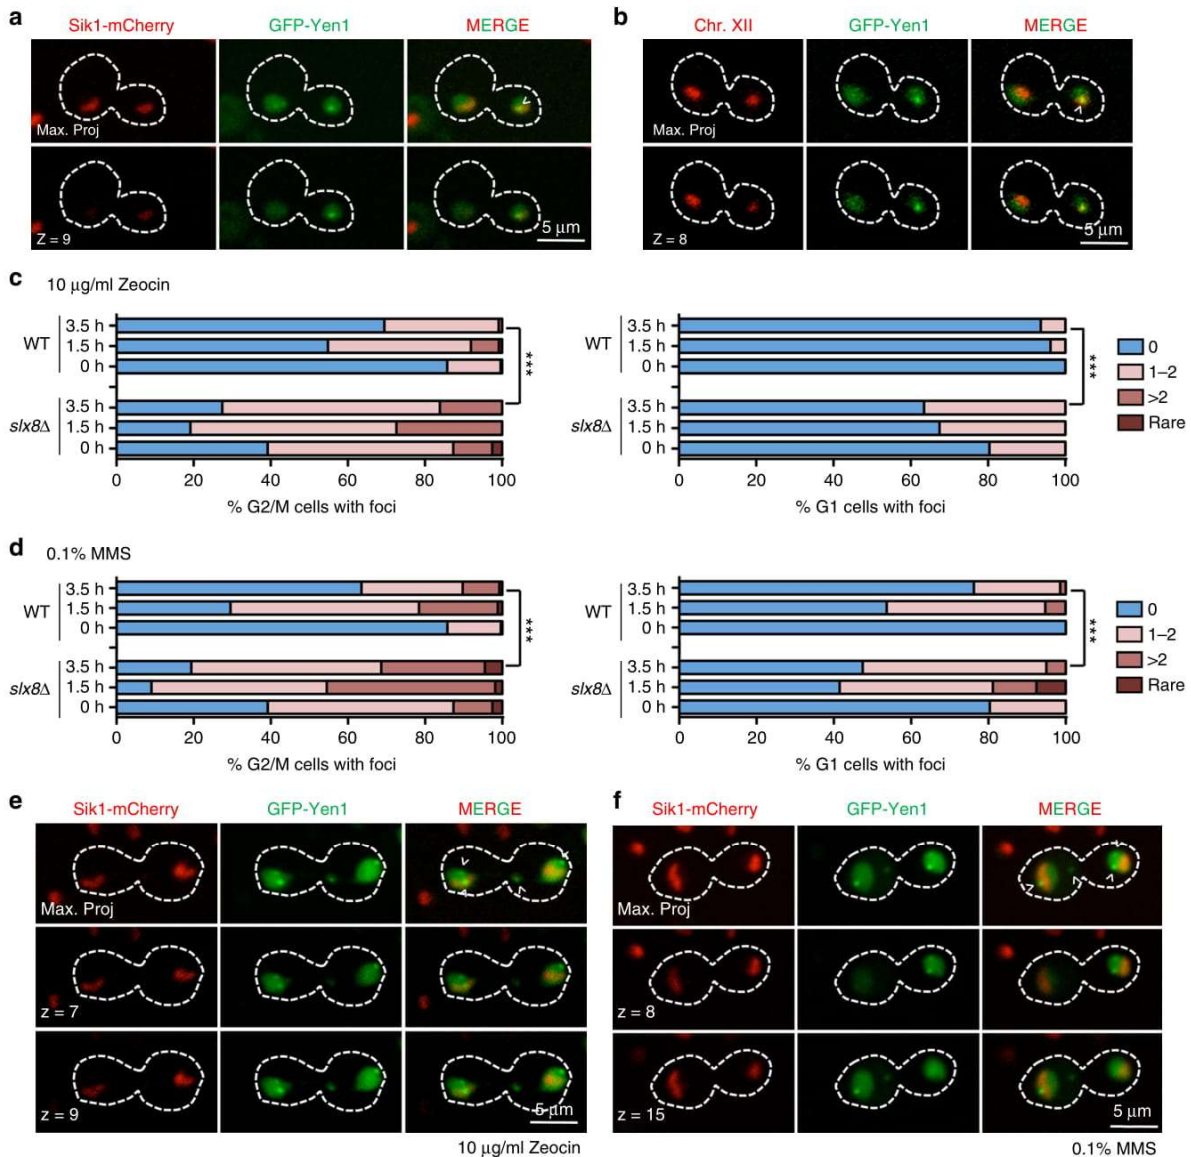 a
Sik1-mCherry GFP-Yen1 MERGE
Max. Proj
Z = 9
5 μm
b
Chr. XII GFP-Yen1 MERGE
Max. Proj
Z = 8
5 μm
c 10 μg/ml Zeocin
WT
3.5 h
1.5 h
0 h
slx8Δ
3.5 h
1.5 h
0 h
***
0 20 40 60 80 100
% G2/M cells with foci
WT
3.5 h
1.5 h
0 h
slx8Δ
3.5 h
1.5 h
0 h
***
0 20 40 60 80 100
% G1 cells with foci
0
1–2
>2
Rare
d 0.1% MMS
WT
3.5 h
1.5 h
0 h
slx8Δ
3.5 h
1.5 h
0 h
***
0 20 40 60 80 100
% G2/M cells with foci
WT
3.5 h
1.5 h
0 h
slx8Δ
3.5 h
1.5 h
0 h
***
0 20 40 60 80 100
% G1 cells with foci
0
1–2
>2
Rare
e
Sik1-mCherry GFP-Yen1 MERGE
Max. Proj
z = 7
z = 9
5 μm
10 μg/ml Zeocin
f
Sik1-mCherry GFP-Yen1 MERGE
Max. Proj
z = 8
z = 15
5 μm
0.1% MMS